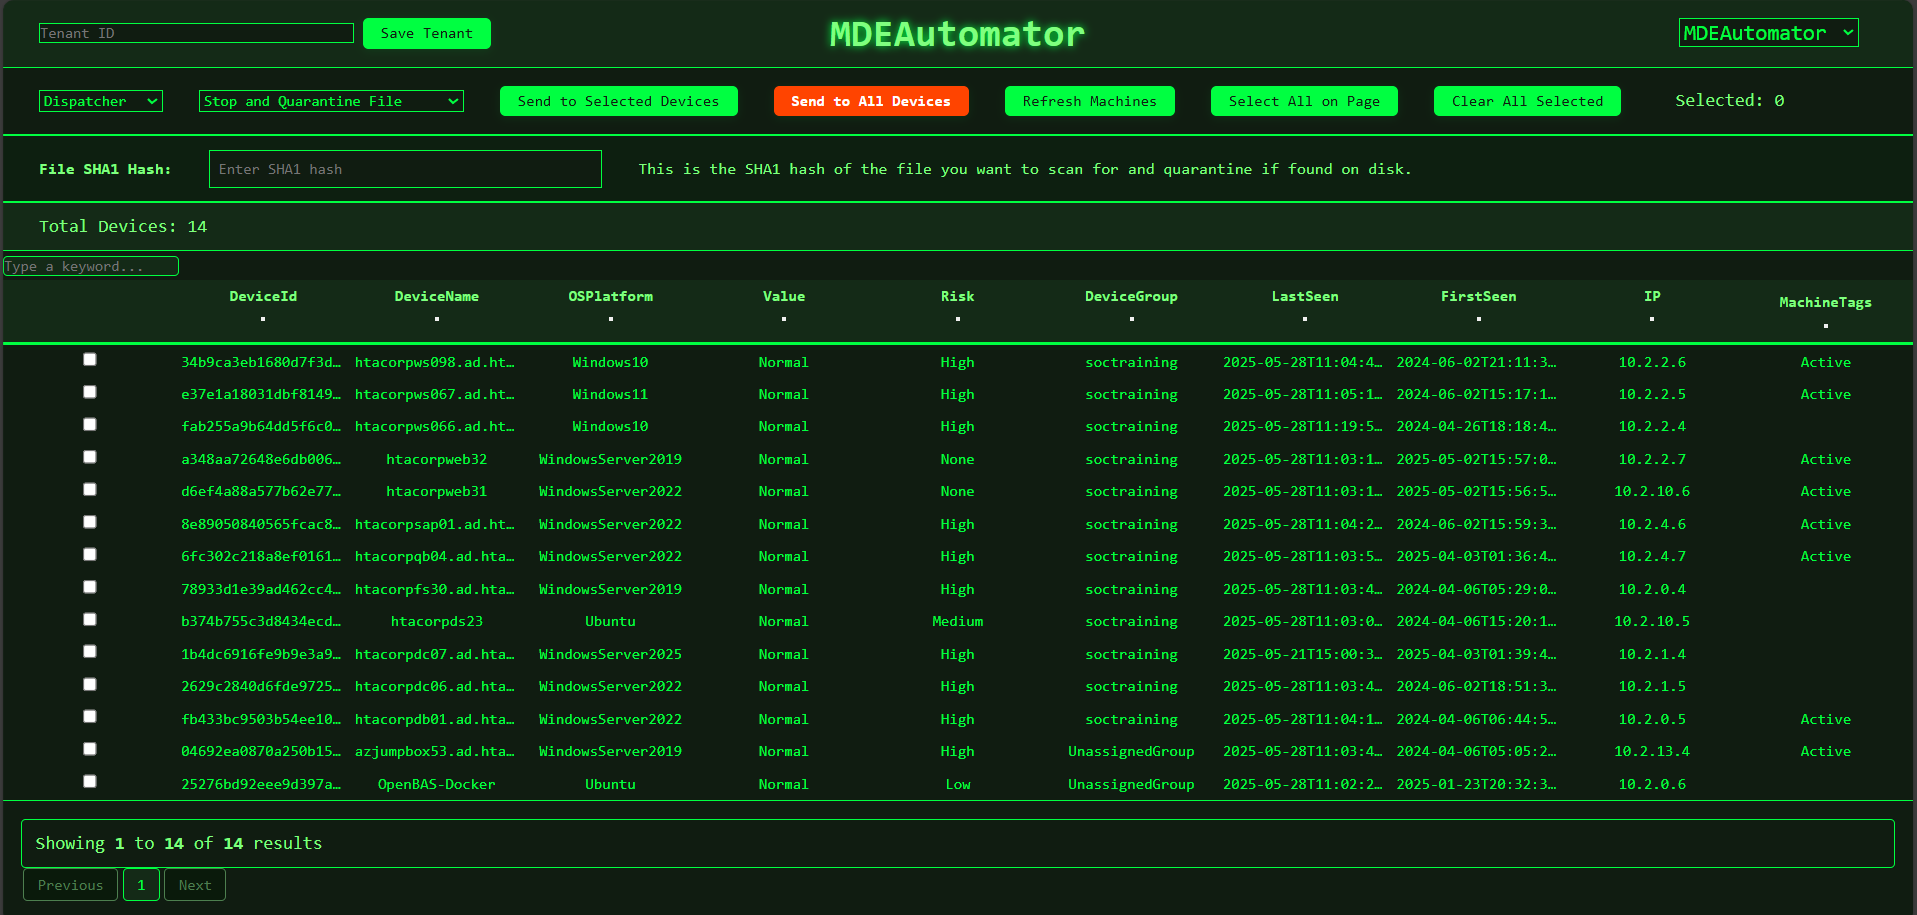 Tenant ID Save Tenant MDEAutomator MDEAutomator
Dispatcher Stop and Quarantine File Send to Selected Devices Send to All Devices Refresh Machines Select All on Page Clear All Selected Selected: 0
File SHA1 Hash: Enter SHA1 hash This is the SHA1 hash of the file you want to scan for and quarantine if found on disk.
Total Devices: 14
Type a keyword...
DeviceId DeviceName OSPlatform Value Risk DeviceGroup LastSeen FirstSeen IP MachineTags
34b9ca3eb1680d7f3d… htacorpws098.ad.ht… Windows10 Normal High soctraining 2025-05-28T11:04:4… 2024-06-02T21:11:3… 10.2.2.6 Active
e37e1a18031dbf8149… htacorpws067.ad.ht… Windows11 Normal High soctraining 2025-05-28T11:05:1… 2024-06-02T15:17:1… 10.2.2.5 Active
fab255a9b64dd5f6c0… htacorpws066.ad.ht… Windows10 Normal High soctraining 2025-05-28T11:19:5… 2024-04-26T18:18:4… 10.2.2.4
a348aa72648e6db006… htacorpweb32 WindowsServer2019 Normal None soctraining 2025-05-28T11:03:1… 2025-05-02T15:57:0… 10.2.2.7 Active
d6ef4a88a577b62e77… htacorpweb31 WindowsServer2022 Normal None soctraining 2025-05-28T11:03:1… 2025-05-02T15:56:5… 10.2.10.6 Active
8e89050840565fcac8… htacorpsap01.ad.ht… WindowsServer2022 Normal High soctraining 2025-05-28T11:04:2… 2024-06-02T15:59:3… 10.2.4.6 Active
6fc302c218a8ef0161… htacorpqb04.ad.hta… WindowsServer2022 Normal High soctraining 2025-05-28T11:03:5… 2025-04-03T01:36:4… 10.2.4.7 Active
78933d1e39ad462cc4… htacorpfs30.ad.hta… WindowsServer2019 Normal High soctraining 2025-05-28T11:03:4… 2024-04-06T05:29:0… 10.2.0.4
b374b755c3d8434ecd… htacorpds23 Ubuntu Normal Medium soctraining 2025-05-28T11:03:0… 2024-04-06T15:20:1… 10.2.10.5
1b4dc6916fe9b9e3a9… htacorpdc07.ad.hta… WindowsServer2025 Normal High soctraining 2025-05-21T15:00:3… 2025-04-03T01:39:4… 10.2.1.4
2629c2840d6fde9725… htacorpdc06.ad.hta… WindowsServer2022 Normal High soctraining 2025-05-28T11:03:4… 2024-06-02T18:51:3… 10.2.1.5
fb433bc9503b54ee10… htacorpdb01.ad.hta… WindowsServer2022 Normal High soctraining 2025-05-28T11:04:1… 2024-04-06T06:44:5… 10.2.0.5 Active
04692ea0870a250b15… azjumpbox53.ad.hta… WindowsServer2019 Normal High UnassignedGroup 2025-05-28T11:03:4… 2024-04-06T05:05:2… 10.2.13.4 Active
25276bd92eee9d397a… OpenBAS-Docker Ubuntu Normal Low UnassignedGroup 2025-05-28T11:02:2… 2025-01-23T20:32:3… 10.2.0.6
Showing 1 to 14 of 14 results
Previous 1 Next